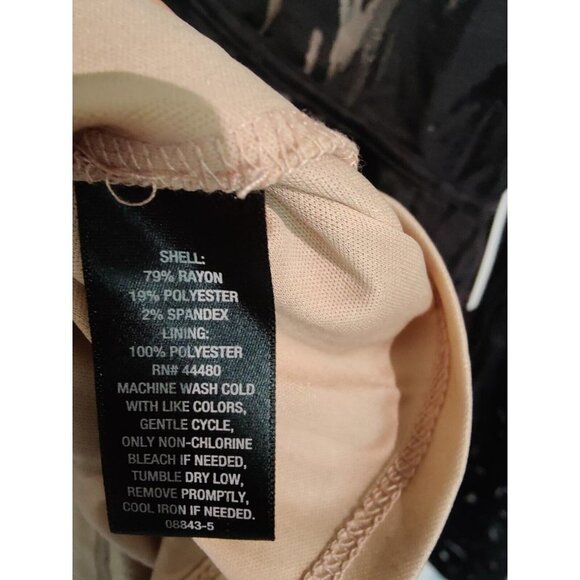 SHELL:
79% RAYON
19% POLYESTER
2% SPANDEX
LINING:
100% POLYESTER
RN# 44480
MACHINE WASH COLD
WITH LIKE COLORS,
GENTLE CYCLE,
ONLY NON-CHLORINE
BLEACH IF NEEDED,
TUMBLE DRY LOW,
REMOVE PROMPTLY,
COOL IRON IF NEEDED.
08843-5